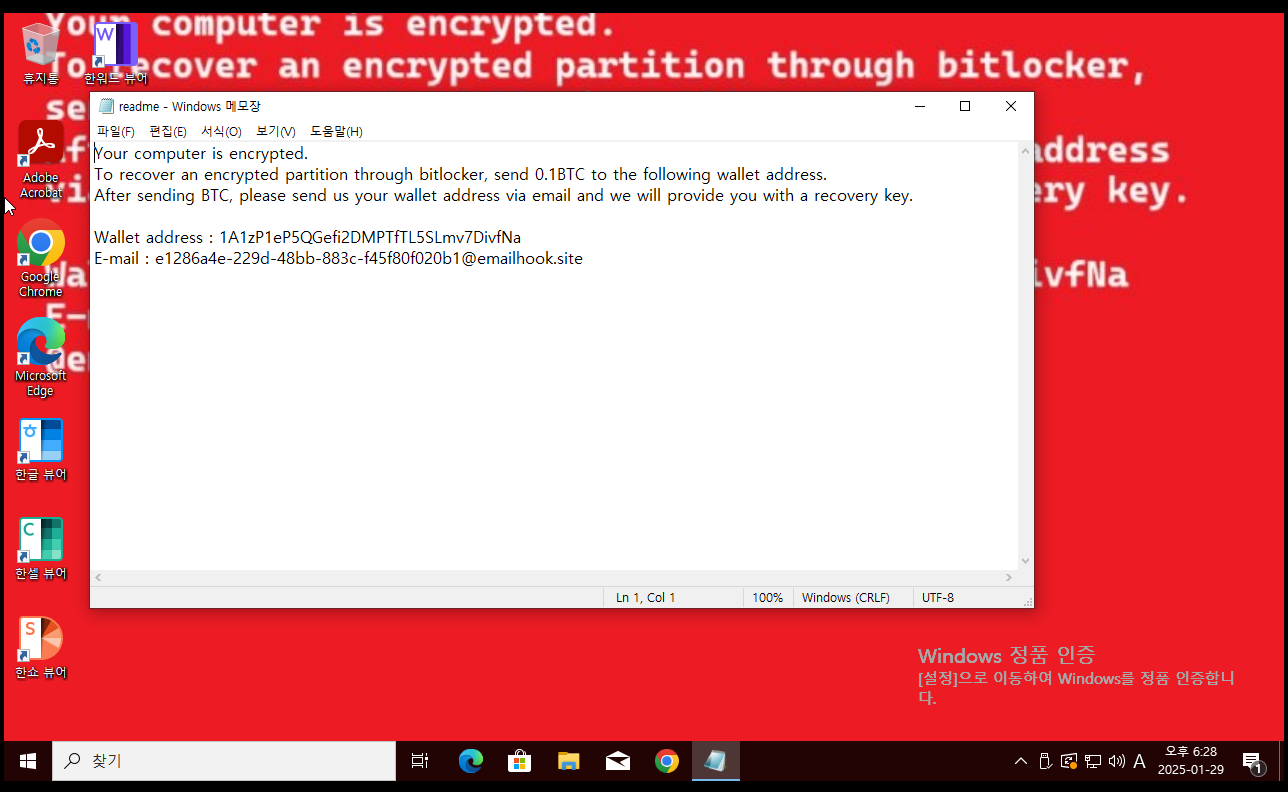 Your computer is encrypted.
To recover an encrypted partition through bitlocker,
se
address
ery key.
ivfNa
휴지통
W
한워드 뷰어
Adobe
Acrobat
Google
Chrome
Microsoft
Edge
한글 뷰어
C
한셀 뷰어
S
한쇼 뷰어
readme - Windows 메모장
파일(F) 편집(E) 서식(O) 보기(V) 도움말(H)
Your computer is encrypted.
To recover an encrypted partition through bitlocker, send 0.1BTC to the following wallet address.
After sending BTC, please send us your wallet address via email and we will provide you with a recovery key.
Wallet address : 1A1zP1eP5QGefi2DMPTfTL5SLmv7DivfNa
E-mail : e1286a4e-229d-48bb-883c-f45f80f020b1@emailhook.site
Ln 1, Col 1 100% Windows (CRLF) UTF-8
Windows 정품 인증
[설정]으로 이동하여 Windows를 정품 인증합니
다.
찾기
A
오후 6:28
2025-01-29
1